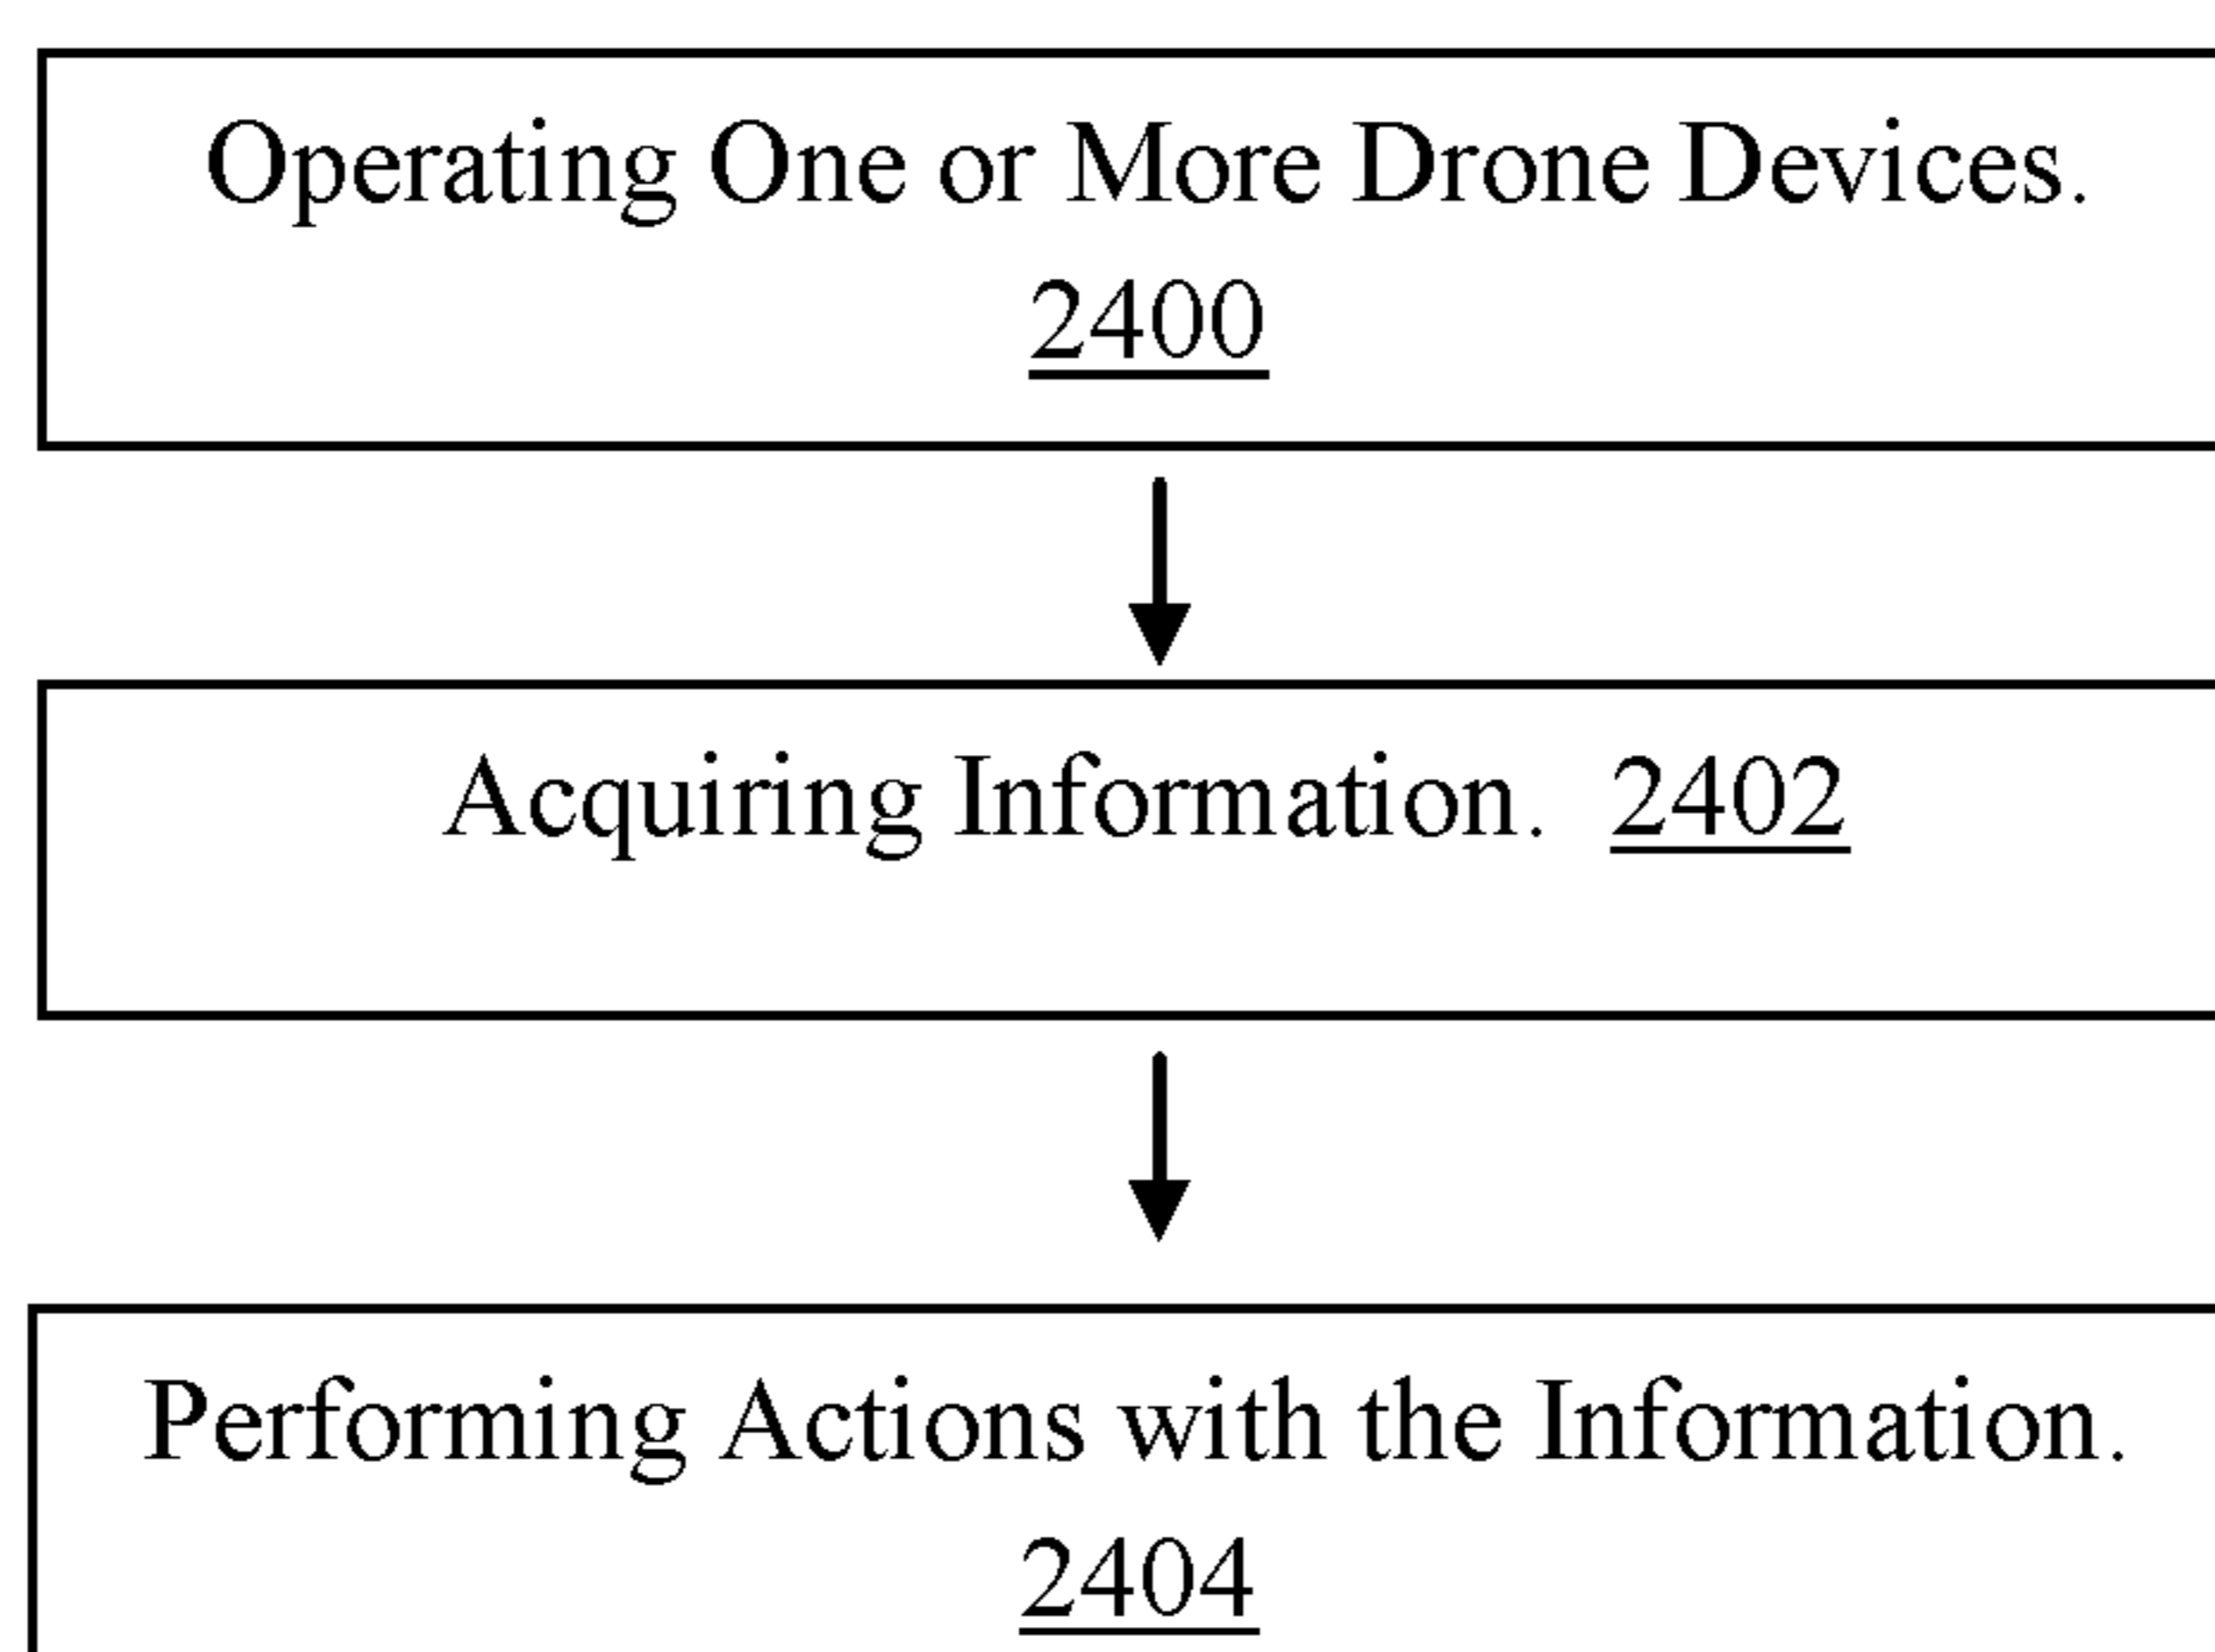 Operating One or More Drone Devices.
2400
Acquiring Information. 2402
Performing Actions with the Information.
2404